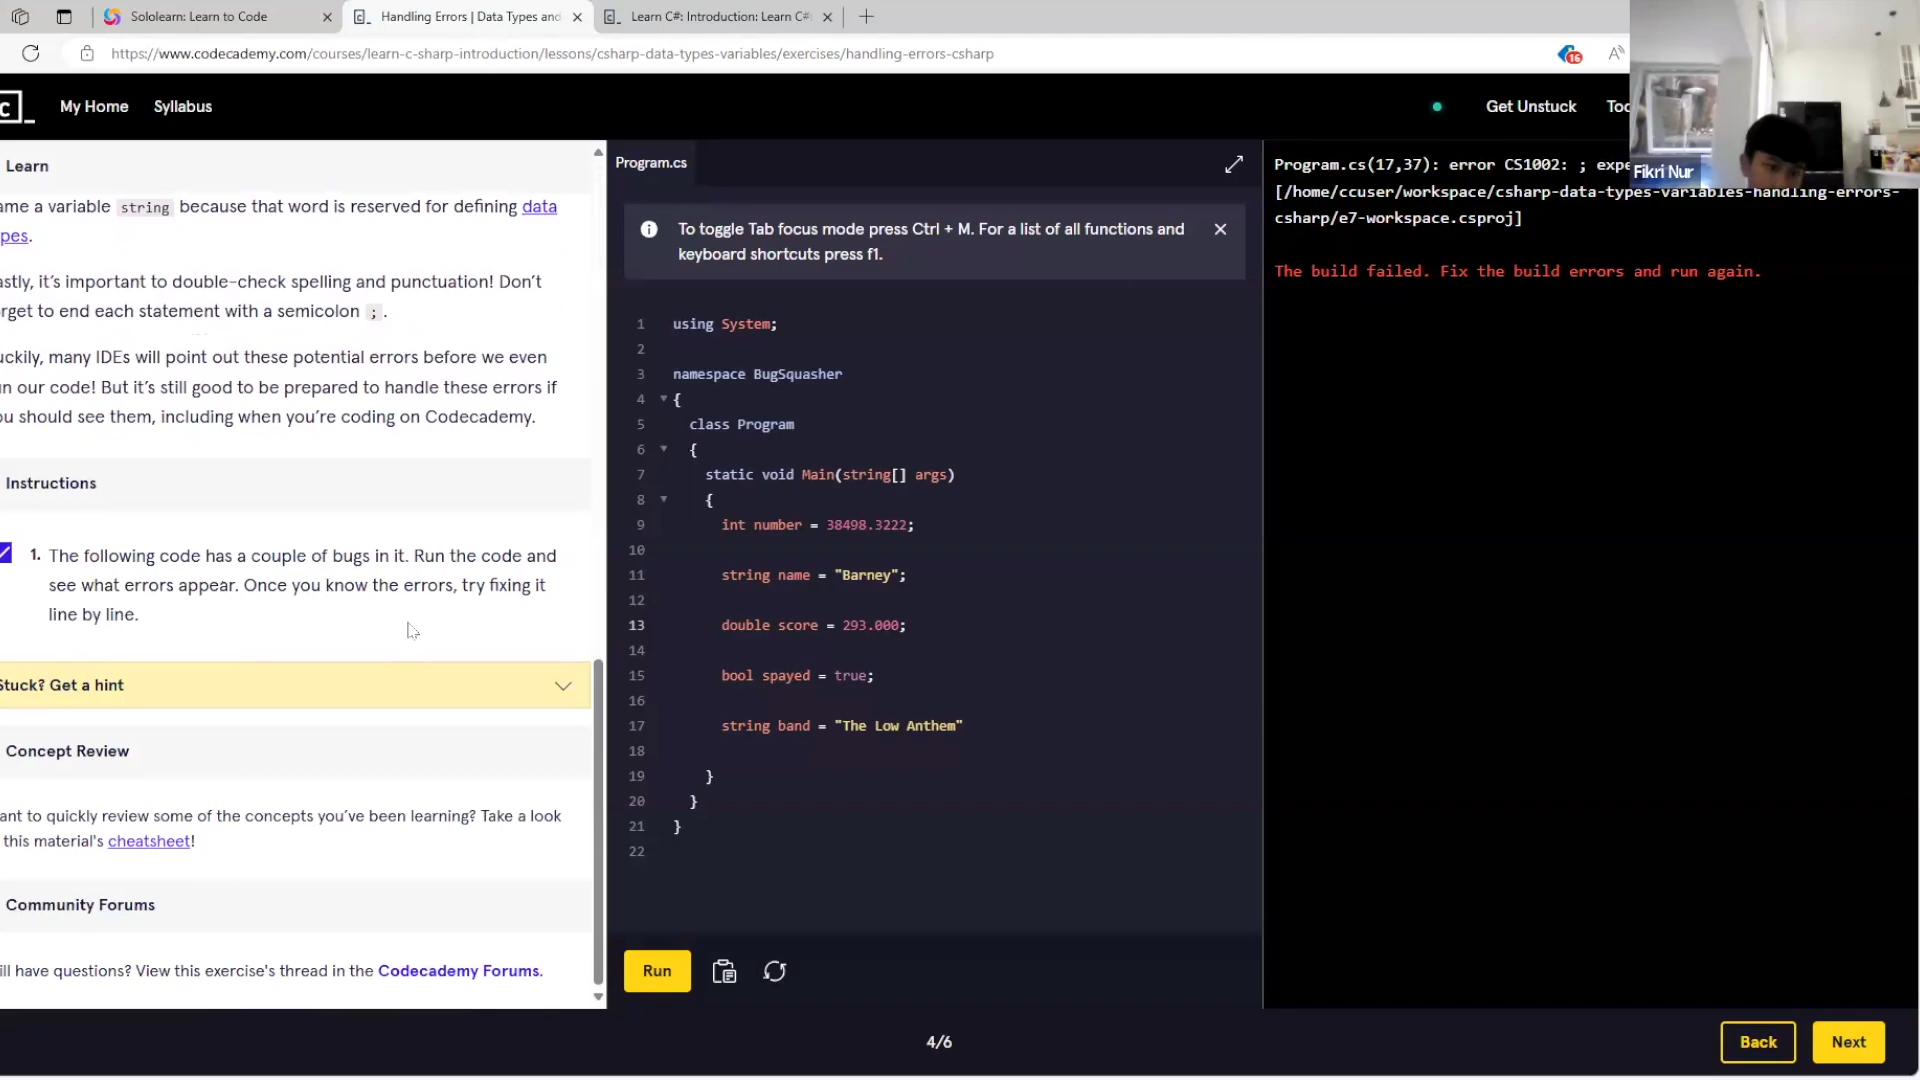 Sololearn: Learn to Code
Handling Errors | Data Types and
Learn C#: Introduction: Learn C#:
https://www.codecademy.com/courses/learn-c-sharp-introduction/lessons/csharp-data-types-variables/exercises/handling-errors-csharp
16
My Home
Syllabus
Get Unstuck
Fikri Nur
Learn
ame a variable string because that word is reserved for defining data
ypes.
astly, it's important to double-check spelling and punctuation! Don't
rget to end each statement with a semicolon ;.
uckily, many IDEs will point out these potential errors before we even
n our code! But it's still good to be prepared to handle these errors if
ou should see them, including when you're coding on Codecademy.
Instructions
1. The following code has a couple of bugs in it. Run the code and
see what errors appear. Once you know the errors, try fixing it
line by line.
Stuck? Get a hint
Concept Review
ant to quickly review some of the concepts you've been learning? Take a look
this material's cheatsheet!
Community Forums
ill have questions? View this exercise's thread in the Codecademy Forums.
Program.cs
To toggle Tab focus mode press Ctrl + M. For a list of all functions and
keyboard shortcuts press f1.
1 using System;
2
3 namespace BugSquasher
4 {
5 class Program
6 {
7 static void Main(string[] args)
8 {
9 int number = 38498.3222;
10
11 string name = "Barney";
12
13 double score = 293.000;
14
15 bool spayed = true;
16
17 string band = "The Low Anthem"
18
19 }
20 }
21 }
22
Run
Program.cs(17,37): error CS1002: ; expe
[/home/ccuser/workspace/csharp-data-types-variables-handling-errors-
csharp/e7-workspace.csproj]
The build failed. Fix the build errors and run again.
4/6
Back
Next